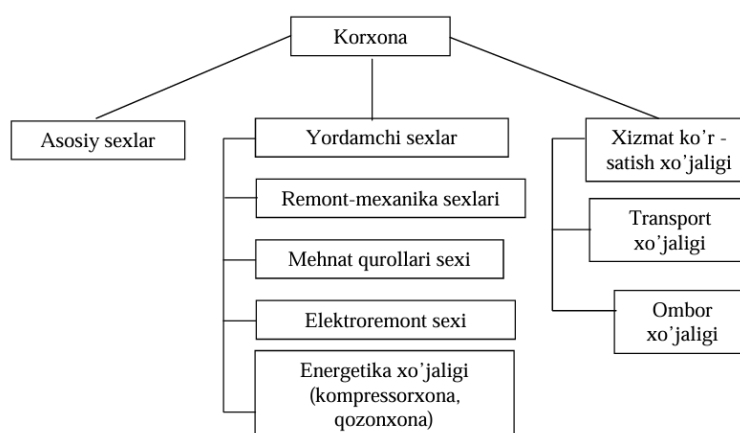 Korxona
Asosiy sexlar
Yordamchi sexlar
Xizmat ko’r -
satish xo’jaligi
Remont-mexanika sexlari
Transport
xo’jaligi
Mehnat qurollari sexi
Elektroremont sexi
Ombor
xo’jaligi
Energetika xo’jaligi
(kompressorxona,
qozonxona)